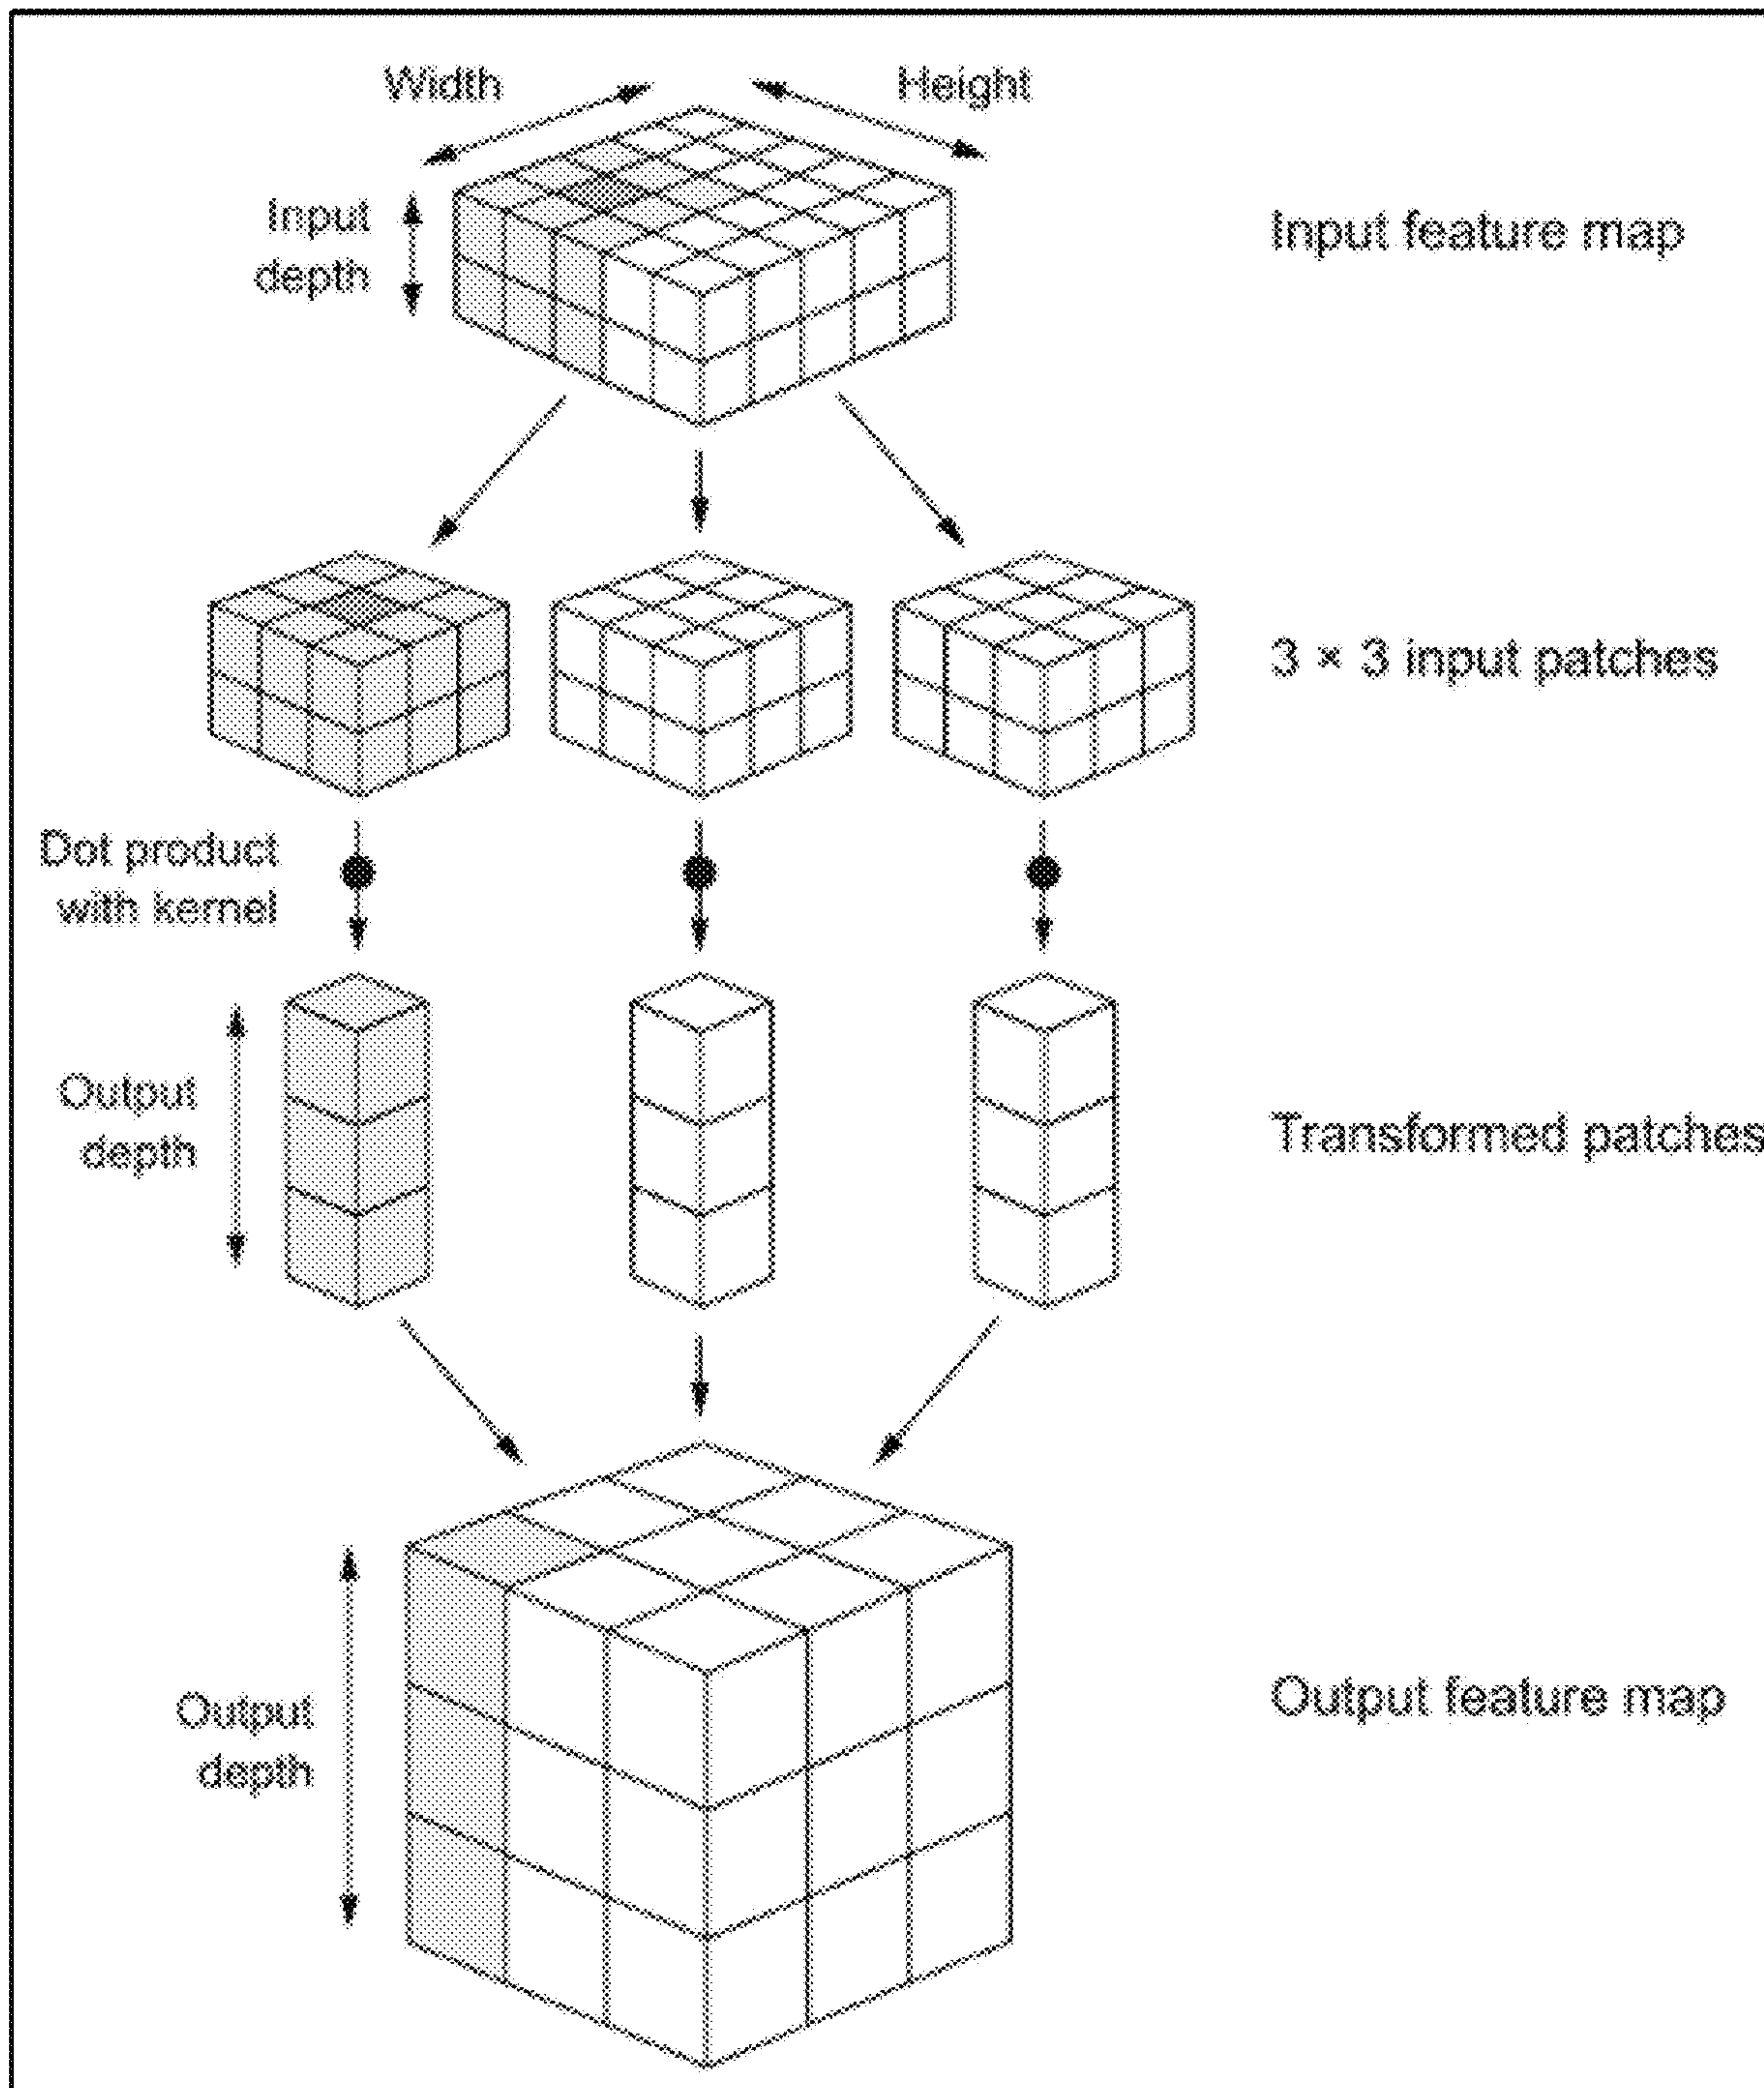 Width
Height
Input
depth
Input feature map
3 × 3 input patches
Dot product
with kernel
Output
depth
Transformed patches
Output
depth
Output feature map